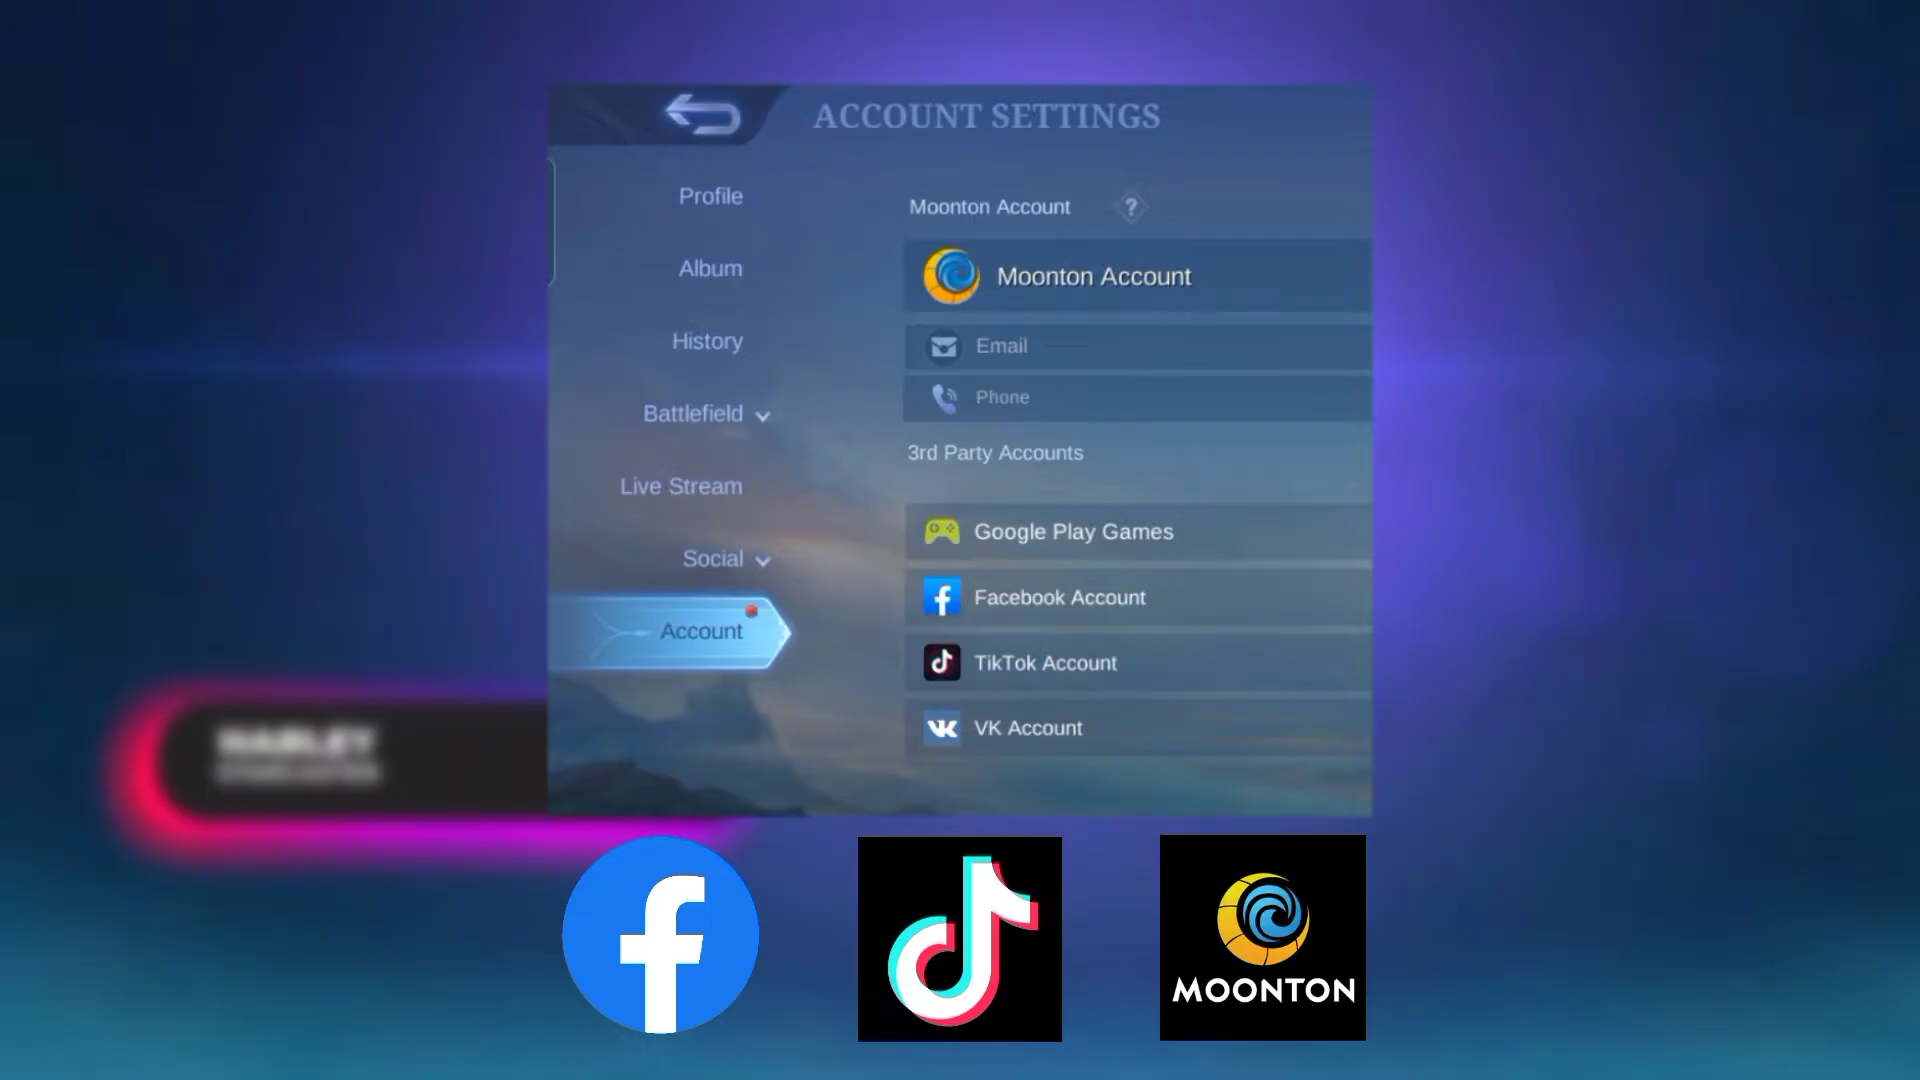 ACCOUNT SETTINGS
Profile
Album
History
Battlefield
Live Stream
Social
Account
Moonton Account
?
Moonton Account
Email
Phone
3rd Party Accounts
Google Play Games
Facebook Account
TikTok Account
VK Account
HARLEY
MOONTON